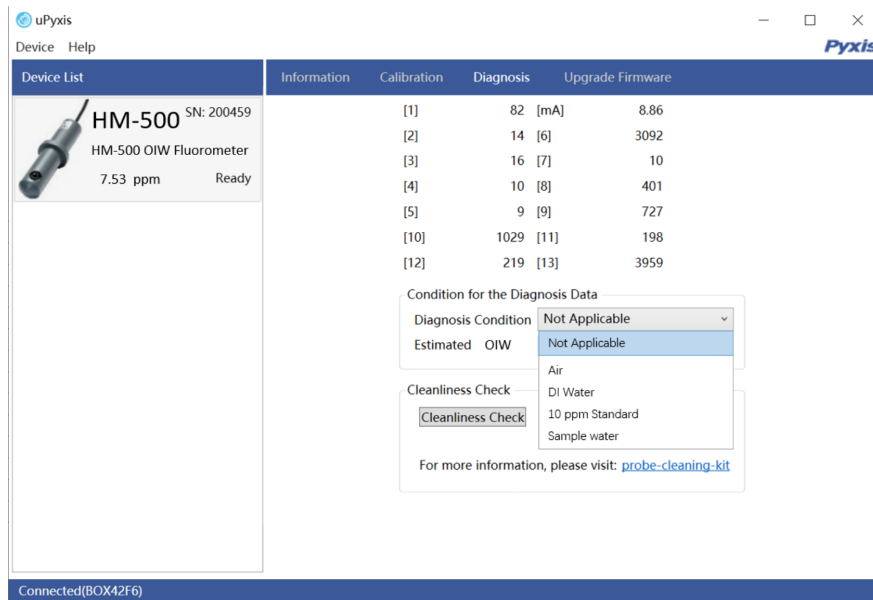 uPyxis
Device Help
Pyxis
Device List
Information Calibration Diagnosis Upgrade Firmware
HM-500 SN: 200459
HM-500 OIW Fluorometer
7.53 ppm Ready
[1] 82 [mA] 8.86
[2] 14 [6] 3092
[3] 16 [7] 10
[4] 10 [8] 401
[5] 9 [9] 727
[10] 1029 [11] 198
[12] 219 [13] 3959
Condition for the Diagnosis Data
Diagnosis Condition Not Applicable
Estimated OIW
Not Applicable
Air
DI Water
10 ppm Standard
Sample water
Cleanliness Check
Cleanliness Check
For more information, please visit: probe-cleaning-kit
Connected(BOX42F6)